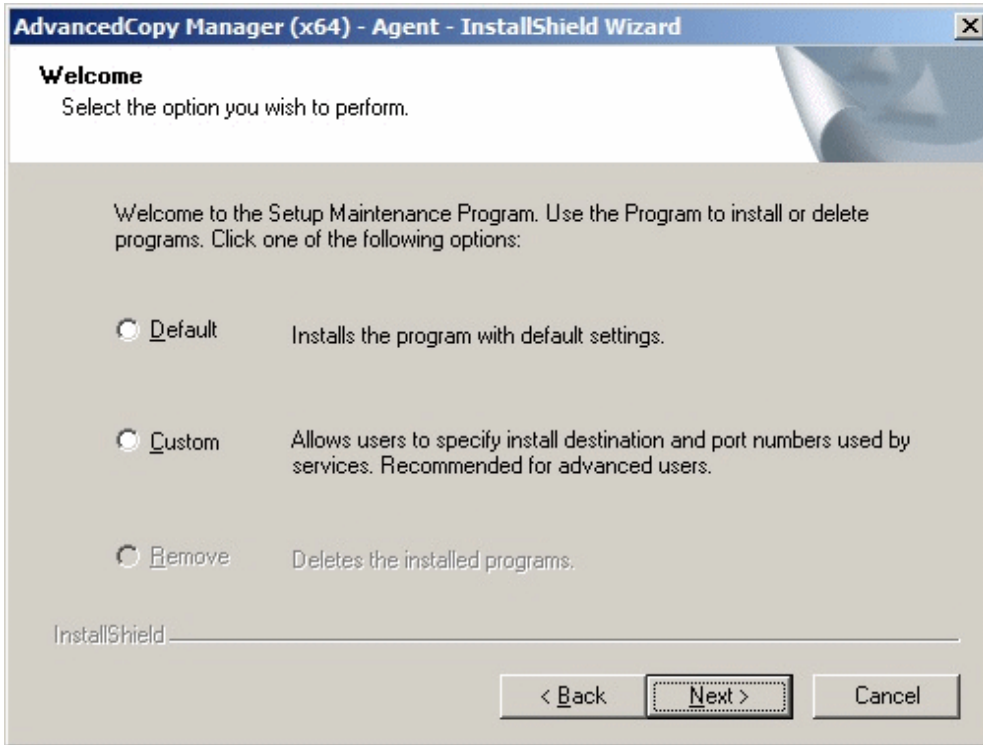 AdvancedCopy Manager (x64) - Agent - InstallShield Wizard
Welcome
Select the option you wish to perform.
Welcome to the Setup Maintenance Program. Use the Program to install or delete
programs. Click one of the following options:
Default
Installs the program with default settings.
Custom
Allows users to specify install destination and port numbers used by
services. Recommended for advanced users.
Remove
Deletes the installed programs.
InstallShield
< Back
Next >
Cancel